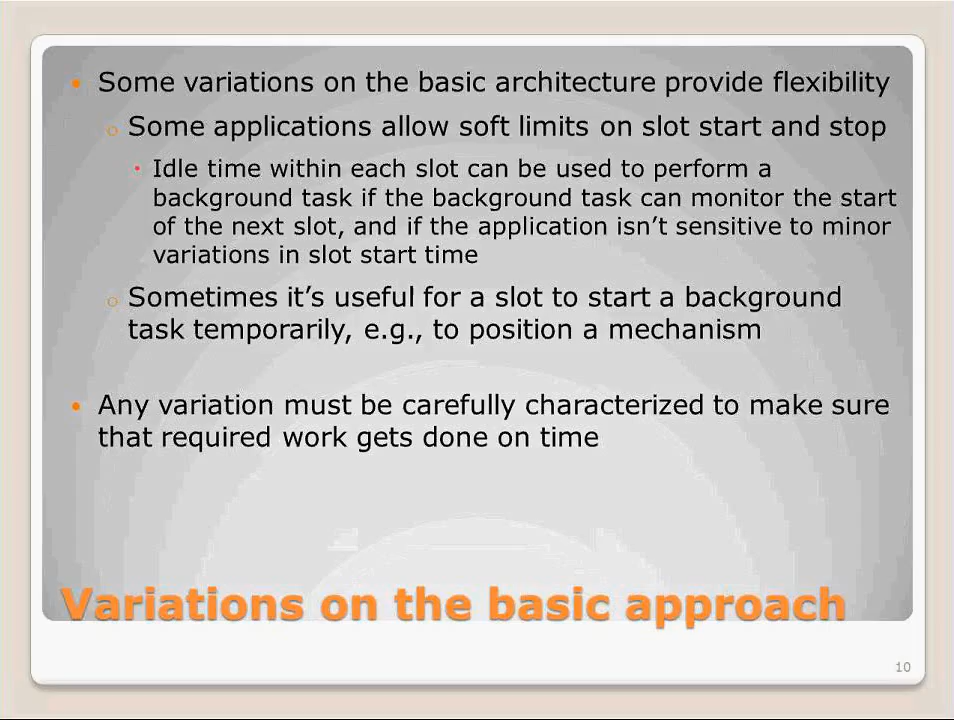 Some variations on the basic architecture provide flexibility
Some applications allow soft limits on slot start and stop
Idle time within each slot can be used to perform a
background task if the background task can monitor the start
of the next slot, and if the application isn’t sensitive to minor
variations in slot start time
Sometimes it’s useful for a slot to start a background
task temporarily, e.g., to position a mechanism
Any variation must be carefully characterized to make sure
that required work gets done on time
Variations on the basic approach
10